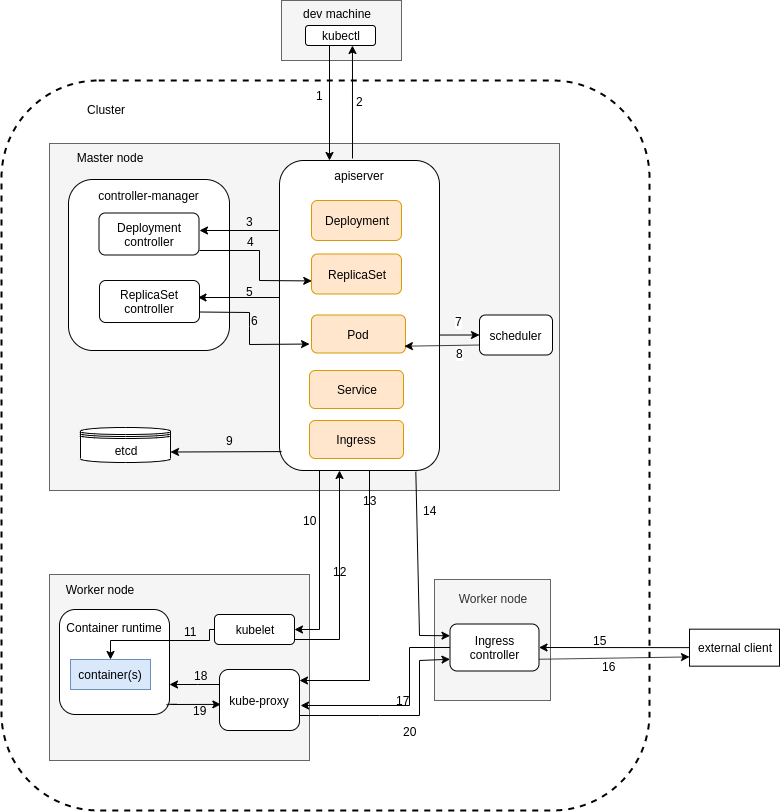 dev machine
kubectl
1
2
Cluster
Master node
apiserver
controller-manager
Deployment
controller
3
4
Deployment
ReplicaSet
ReplicaSet
controller
5
6
Pod
7
8
scheduler
Service
Ingress
etcd
9
10
12
13
14
Worker node
Container runtime
container(s)
11
kubelet
18
19
kube-proxy
17
20
Worker node
Ingress
controller
15
16
external client